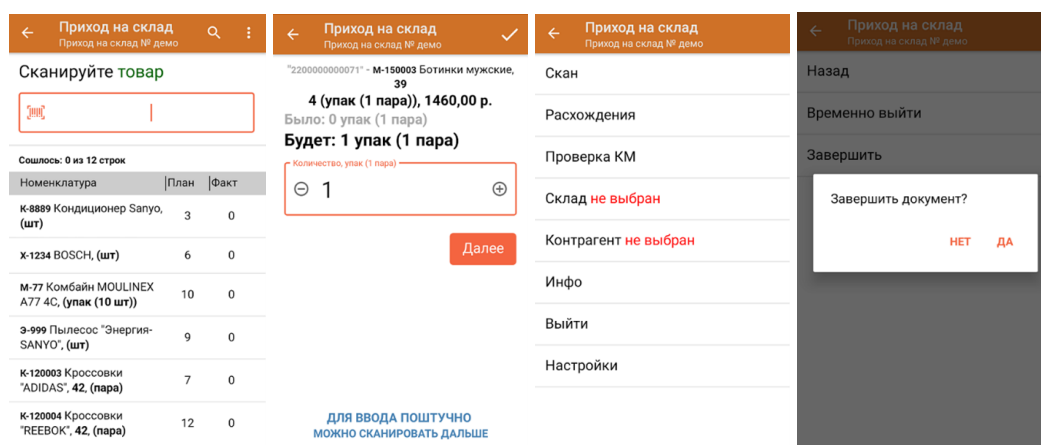 Приход на склад
Приход на склад № демо
Сканируйте товар
Сошлось: 0 из 12 строк
Номенклатура План Факт
К-8889 Кондиционер Sanyo, (шт) 3 0
Х-1234 BOSCH, (шт) 6 0
М-77 Комбайн MOULINEX
А77 4С, (упак (10 шт)) 10 0
Э-999 Пылесос "Энергия-
SANYO", (шт) 9 0
К-120003 Кроссовки
"ADIDAS", 42, (пара) 7 0
К-120004 Кроссовки
"REEBOK", 42, (пара) 12 0
Приход на склад
Приход на склад № демо
"2200000000071" - М-150003 Ботинки мужские,
39
4 (упак (1 пара)), 1460,00 р.
Было: 0 упак (1 пара)
Будет: 1 упак (1 пара)
Количество, упак (1 пара)
1
Далее
ДЛЯ ВВОДА ПОШТУЧНО
МОЖНО СКАНИРОВАТЬ ДАЛЬШЕ
Приход на склад
Приход на склад № демо
Скан
Расхождения
Проверка КМ
Склад не выбран
Контрагент не выбран
Инфо
Выйти
Настройки
Приход на склад
Приход на склад № демо
Назад
Временно выйти
Завершить
Завершить документ?
НЕТ ДА